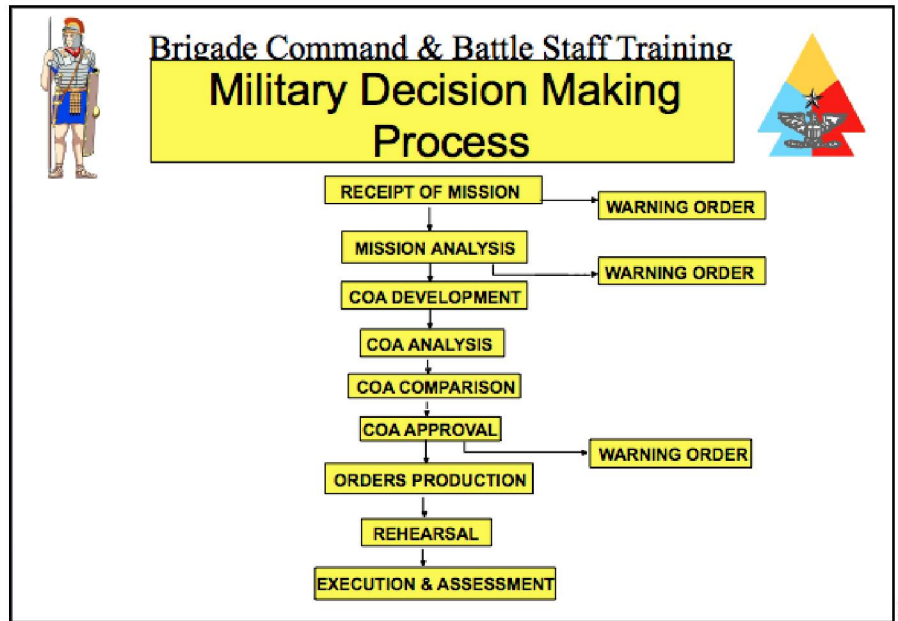 Brigade Command & Battle Staff Training
Military Decision Making
Process
RECEIPT OF MISSION
WARNING ORDER
MISSION ANALYSIS
WARNING ORDER
COA DEVELOPMENT
COA ANALYSIS
COA COMPARISON
COA APPROVAL
WARNING ORDER
ORDERS PRODUCTION
REHEARSAL
EXECUTION & ASSESSMENT